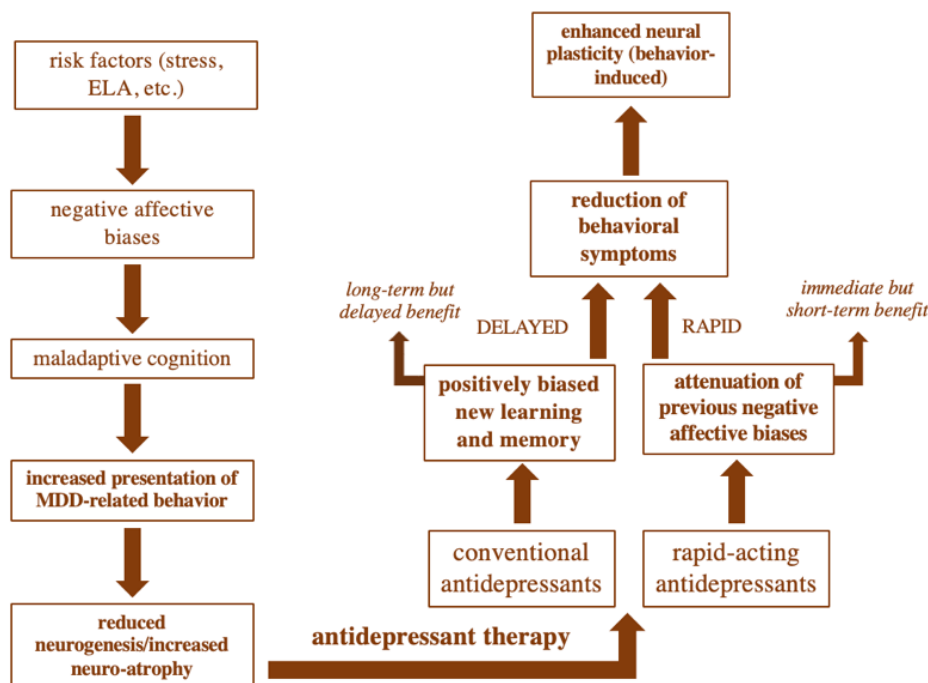 risk factors (stress,
ELA, etc.)
negative affective
biases
maladaptive cognition
increased presentation of
MDD-related behavior
reduced
neurogenesis/increased
neuro-atrophy
antidepressant therapy
conventional
antidepressants
rapid-acting
antidepressants
positively biased
new learning
and memory
attenuation of
previous negative
affective biases
long-term but
delayed benefit
DELAYED
RAPID
immediate but
short-term benefit
reduction of
behavioral
symptoms
enhanced neural
plasticity (behavior-
induced)